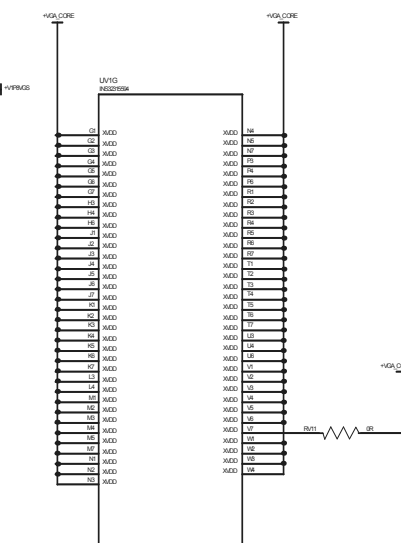 +VGA_CORE +VGA_CORE
+V1P8VGS
UV1G
INS32315594
G1 XVDD XVDD N4
G2 XVDD XVDD N5
G3 XVDD XVDD N7
G4 XVDD XVDD P3
G5 XVDD XVDD P4
G6 XVDD XVDD P6
G7 XVDD XVDD R1
H3 XVDD XVDD R2
H4 XVDD XVDD R3
H6 XVDD XVDD R4
J1 XVDD XVDD R5
J2 XVDD XVDD R6
J3 XVDD XVDD R7
J4 XVDD XVDD T1
J5 XVDD XVDD T2
J6 XVDD XVDD T3
J7 XVDD XVDD T4
K1 XVDD XVDD T5
K2 XVDD XVDD T6
K3 XVDD XVDD T7
K4 XVDD XVDD U3
K5 XVDD XVDD U4
K6 XVDD XVDD U6
K7 XVDD XVDD V1
L3 XVDD XVDD V2
L4 XVDD XVDD V3
M1 XVDD XVDD V4
M2 XVDD XVDD V5
M3 XVDD XVDD V6
M4 XVDD XVDD V7 RV11 0R
M5 XVDD XVDD W1
M7 XVDD XVDD W2
N1 XVDD XVDD W3
N2 XVDD XVDD W4
N3 XVDD
+VGA_C